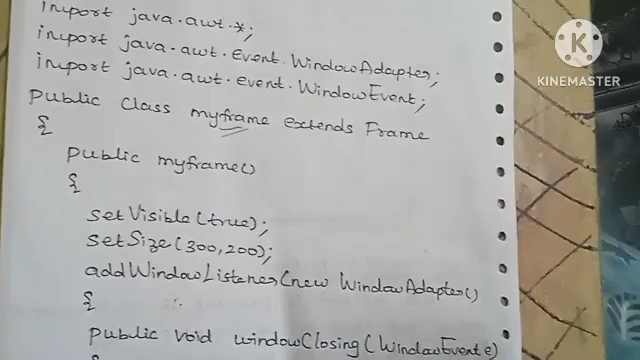 import java.awt.*;
import java.awt.event.WindowAdapter;
import java.awt.event.WindowEvent;
public class myframe extends Frame
{
public myframe()
{
setVisible(true);
setSize(300,200);
addWindowListener(new WindowAdapter()
{
public void windowClosing(WindowEvent e)
{
KINEMASTER